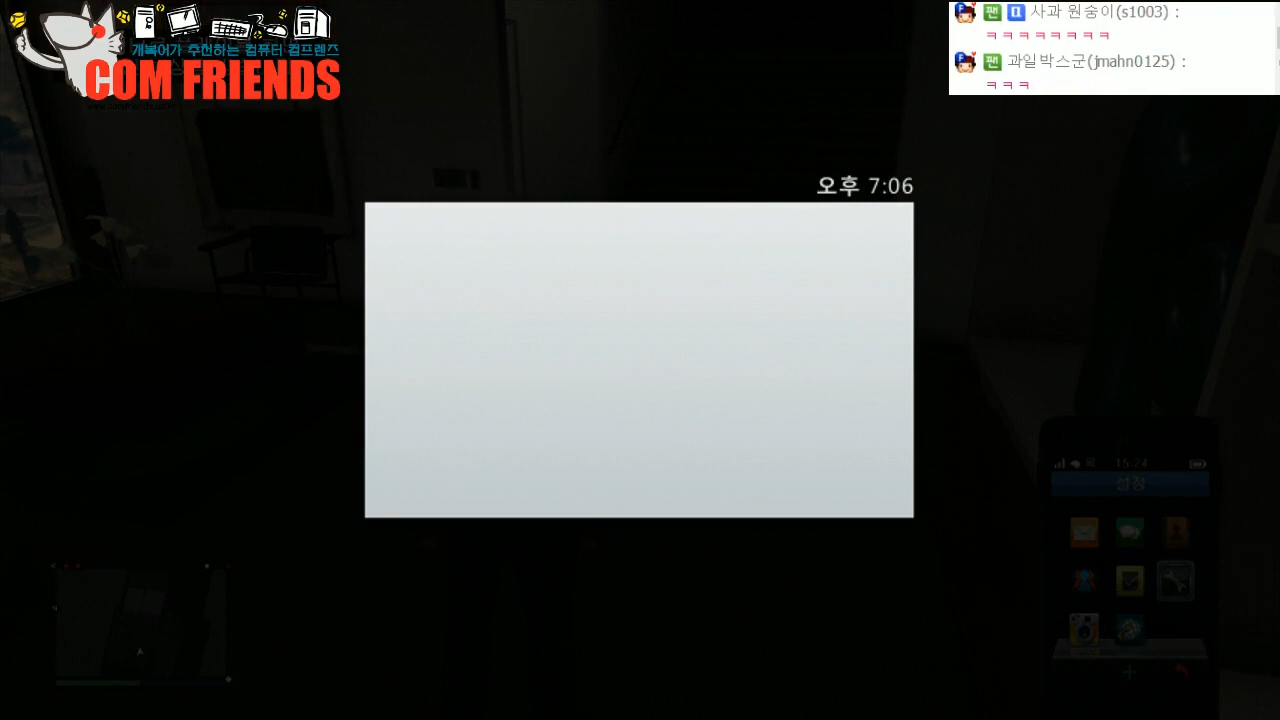 개복어가 추천하는 컴퓨터 컴프렌즈
COM FRIENDS
팬 사과 원숭이(s1003) :
ㅋㅋㅋㅋㅋㅋㅋㅋ
팬 과일박스군(jmahn0125) :
ㅋㅋㅋ
오후 7:06
15:24
설정